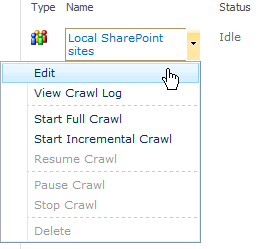 Type Name Status
Local SharePoint
sites
Idle
Edit
View Crawl Log
Start Full Crawl
Start Incremental Crawl
Resume Crawl
Pause Crawl
Stop Crawl
Delete